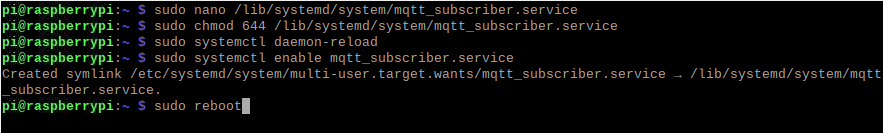 pi@raspberrypi:~ $ sudo nano /lib/systemd/system/mqtt_subscriber.service
pi@raspberrypi:~ $ sudo chmod 644 /lib/systemd/system/mqtt_subscriber.service
pi@raspberrypi:~ $ sudo systemctl daemon-reload
pi@raspberrypi:~ $ sudo systemctl enable mqtt_subscriber.service
Created symlink /etc/systemd/system/multi-user.target.wants/mqtt_subscriber.service → /lib/systemd/system/mqtt
_subscriber.service.
pi@raspberrypi:~ $ sudo reboot